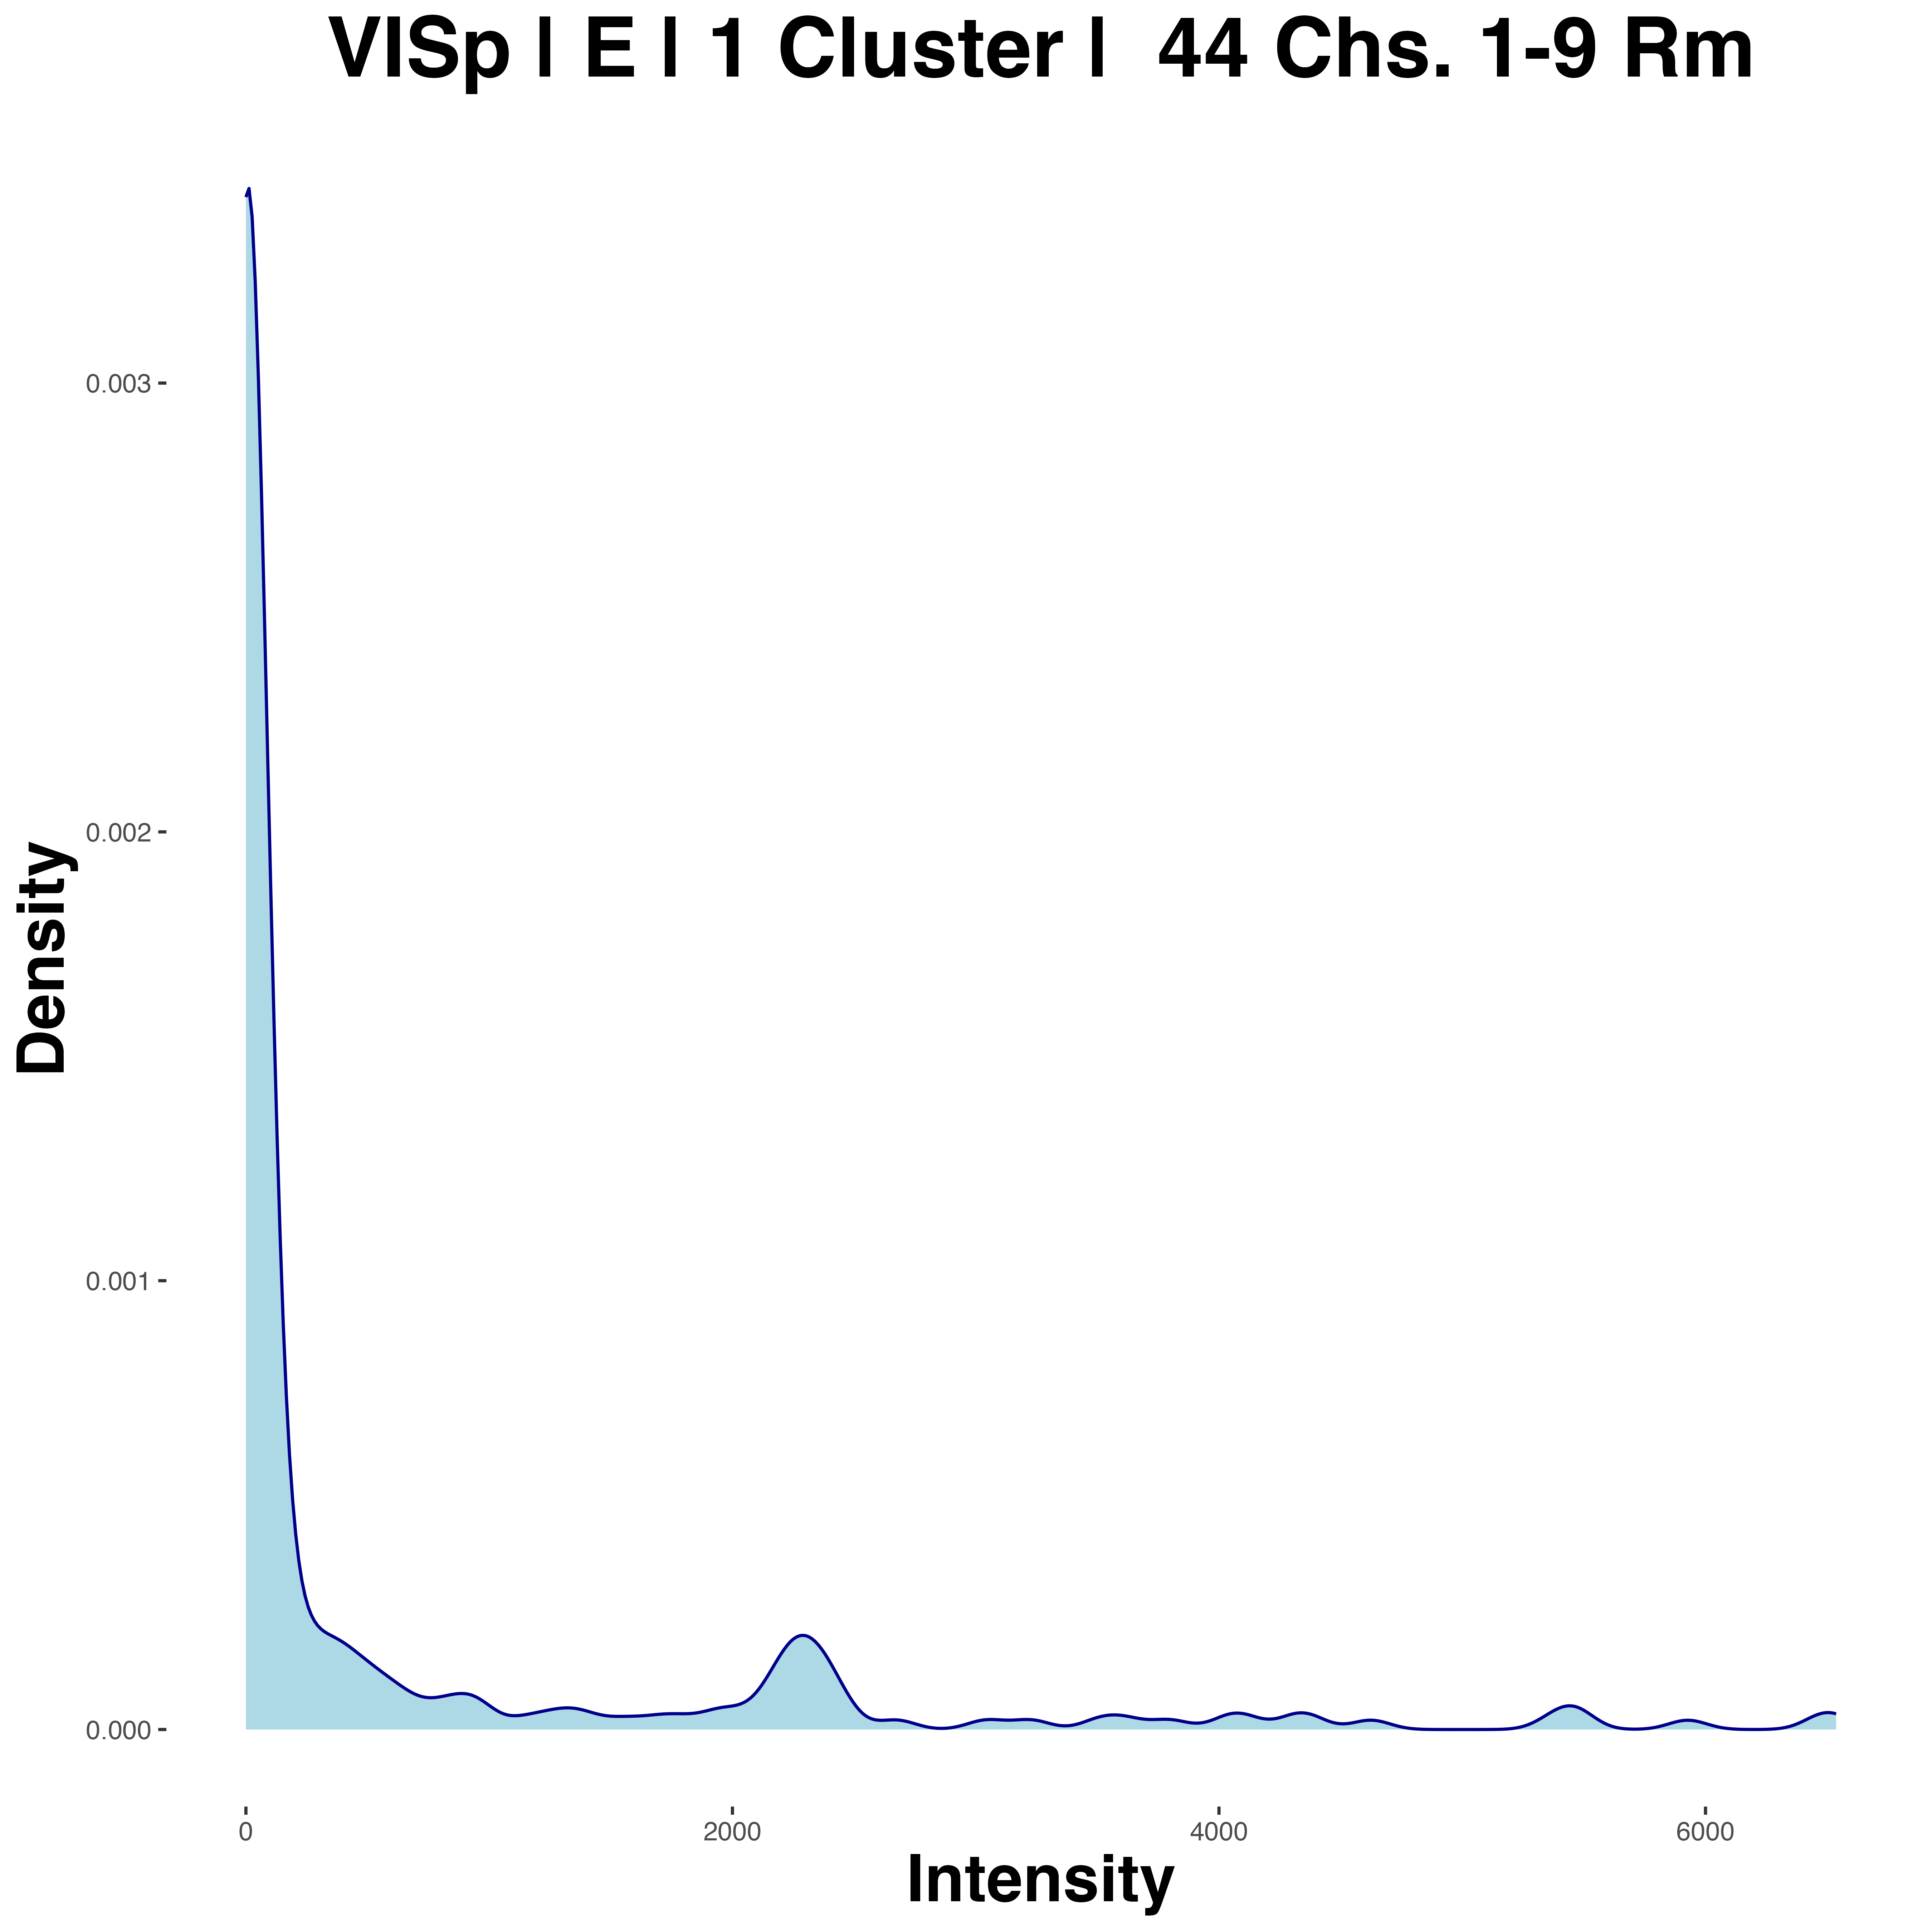 VISp | E | 1 Cluster |  44 Chs. 1-9 Rm
Density
0.003
0.002
0.001
0.000
0 2000 4000 6000
Intensity